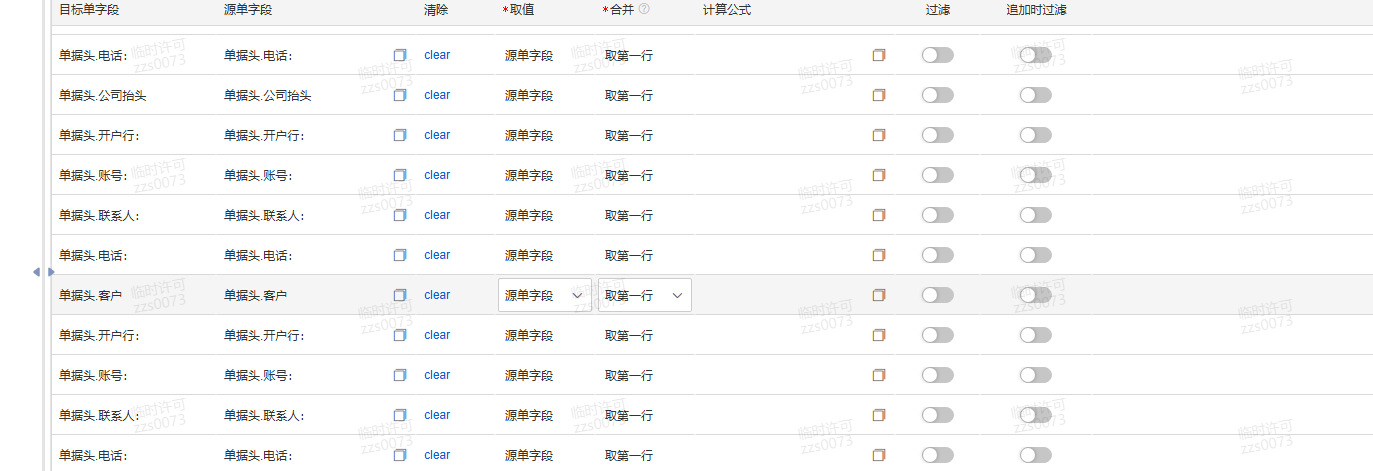 目标单字段 源单字段 清除 *取值 *合并 计算公式 过滤 追加时过滤
单据头.电话: 单据头.电话: clear 源单字段 取第一行
单据头.公司抬头 单据头.公司抬头 clear 源单字段 取第一行
单据头.开户行: 单据头.开户行: clear 源单字段 取第一行
单据头.账号: 单据头.账号: clear 源单字段 取第一行
单据头.联系人: 单据头.联系人: clear 源单字段 取第一行
单据头.电话: 单据头.电话: clear 源单字段 取第一行
单据头.客户 单据头.客户 clear 源单字段 取第一行
单据头.开户行: 单据头.开户行: clear 源单字段 取第一行
单据头.账号: 单据头.账号: clear 源单字段 取第一行
单据头.联系人: 单据头.联系人: clear 源单字段 取第一行
单据头.电话: 单据头.电话: clear 源单字段 取第一行
临时许可
zzs0073